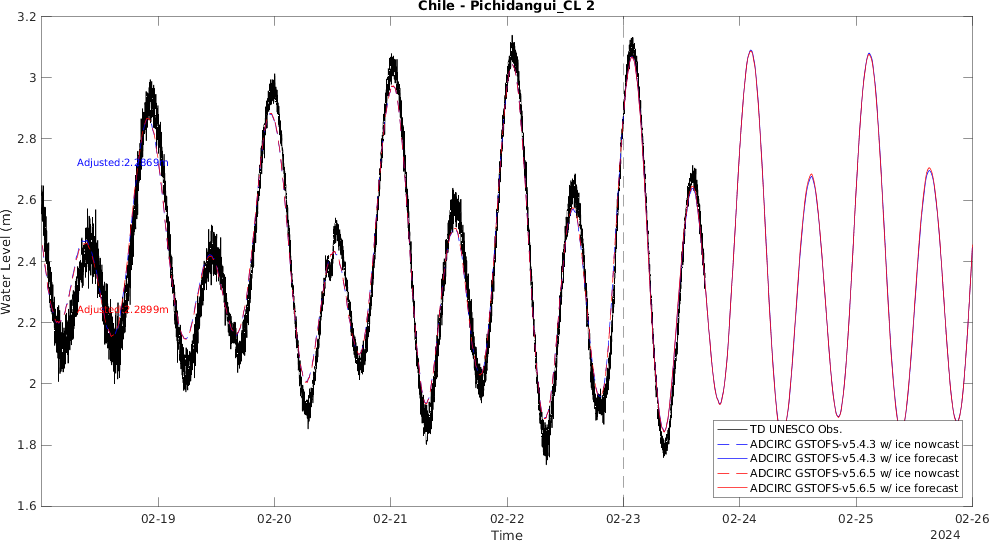 Chile - Pichidangui_CL 2
3.2
3
2.8
2.6
2.4
2.2
2
1.8
1.6
Water Level (m)
Adjusted:2.2869m
Adjusted:2.2899m
TD UNESCO Obs.
ADCIRC GSTOFS-v5.4.3 w/ ice nowcast
ADCIRC GSTOFS-v5.4.3 w/ ice forecast
ADCIRC GSTOFS-v5.6.5 w/ ice nowcast
ADCIRC GSTOFS-v5.6.5 w/ ice forecast
02-19 02-20 02-21 02-22 02-23 02-24 02-25 02-26
Time
2024